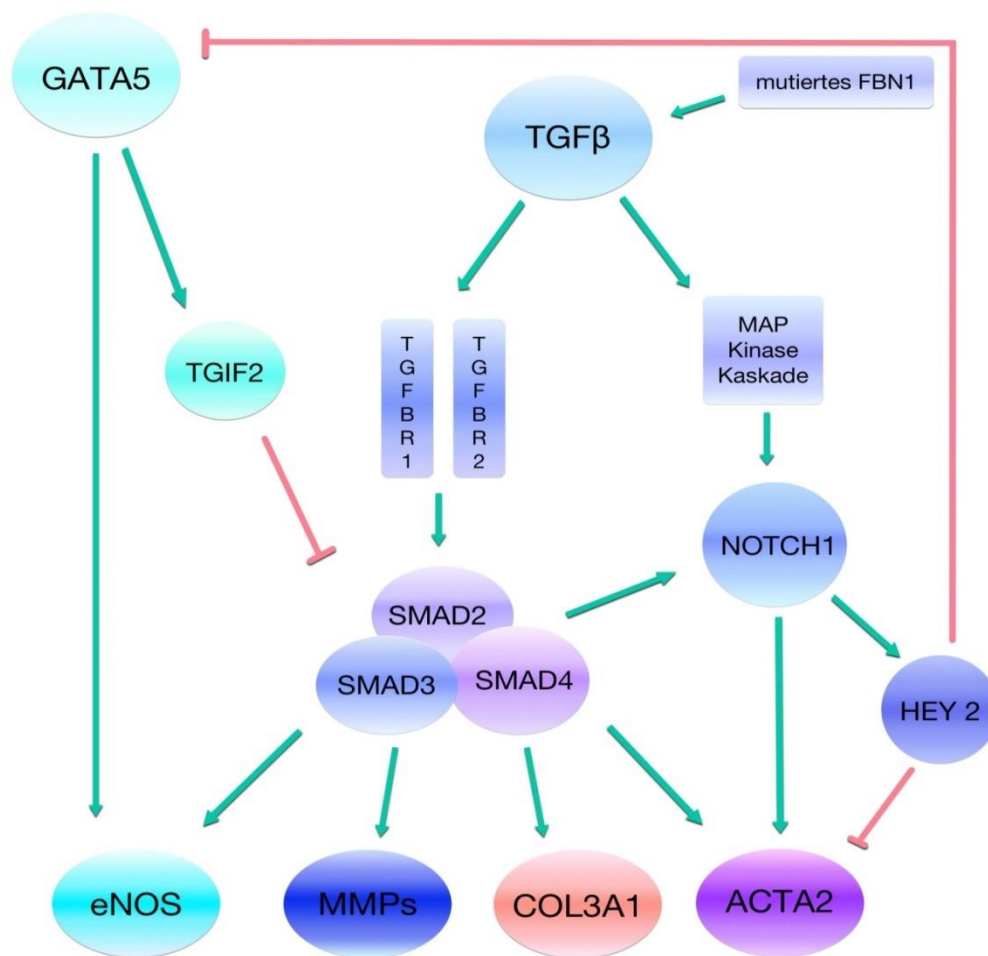 GATA5
mutiertes FBN1
TGFβ
TGIF2
T
G
F
B
R
1
T
G
F
B
R
2
MAP
Kinase
Kaskade
NOTCH1
SMAD2
SMAD3
SMAD4
HEY 2
eNOS
MMPs
COL3A1
ACTA2